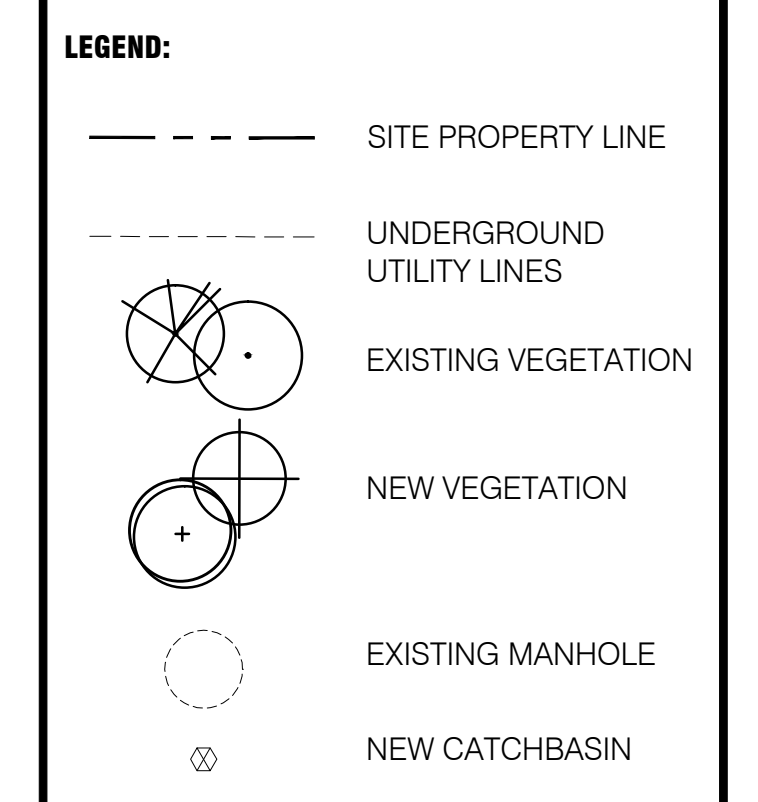 LEGEND:
SITE PROPERTY LINE
UNDERGROUND
UTILITY LINES
EXISTING VEGETATION
NEW VEGETATION
EXISTING MANHOLE
NEW CATCHBASIN